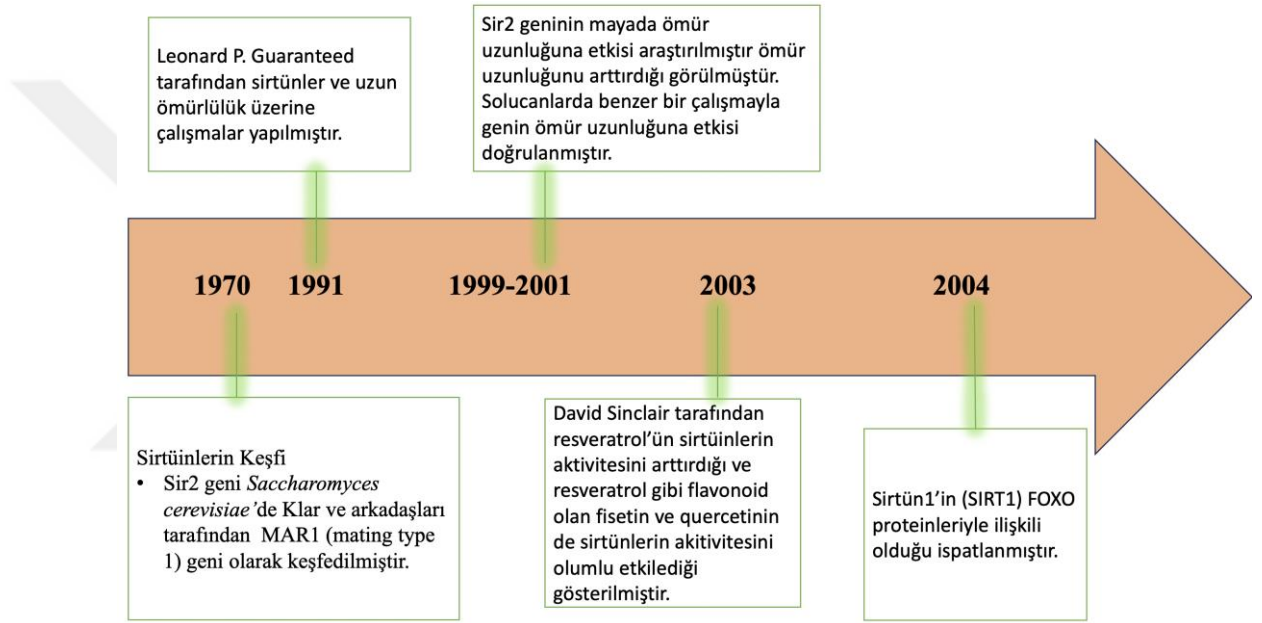 Leonard P. Guaranteed
tarafından sirtünler ve uzun
ömürlülük üzerine
çalışmalar yapılmıştır.
Sir2 geninin mayada ömür
uzunluğuna etkisi araştırılmıştır ömür
uzunluğunu arttırdığı görülmüştür.
Solucanlarda benzer bir çalışmayla
genin ömür uzunluğuna etkisi
doğrulanmıştır.
1970 1991 1999-2001 2003 2004
Sirtüinlerin Keşfi
• Sir2 geni Saccharomyces
cerevisiae’de Klar ve arkadaşları
tarafından MAR1 (mating type
1) geni olarak keşfedilmiştir.
David Sinclair tarafından
resveratrol’ün sirtüinlerin
aktivitesini arttırdığı ve
resveratrol gibi flavonoid
olan fisetin ve quercetinin
de sirtünlerin akitivitesini
olumlu etkilediği
gösterilmiştir.
Sirtün1’in (SIRT1) FOXO
proteinleriyle ilişkili
olduğu ispatlanmıştır.